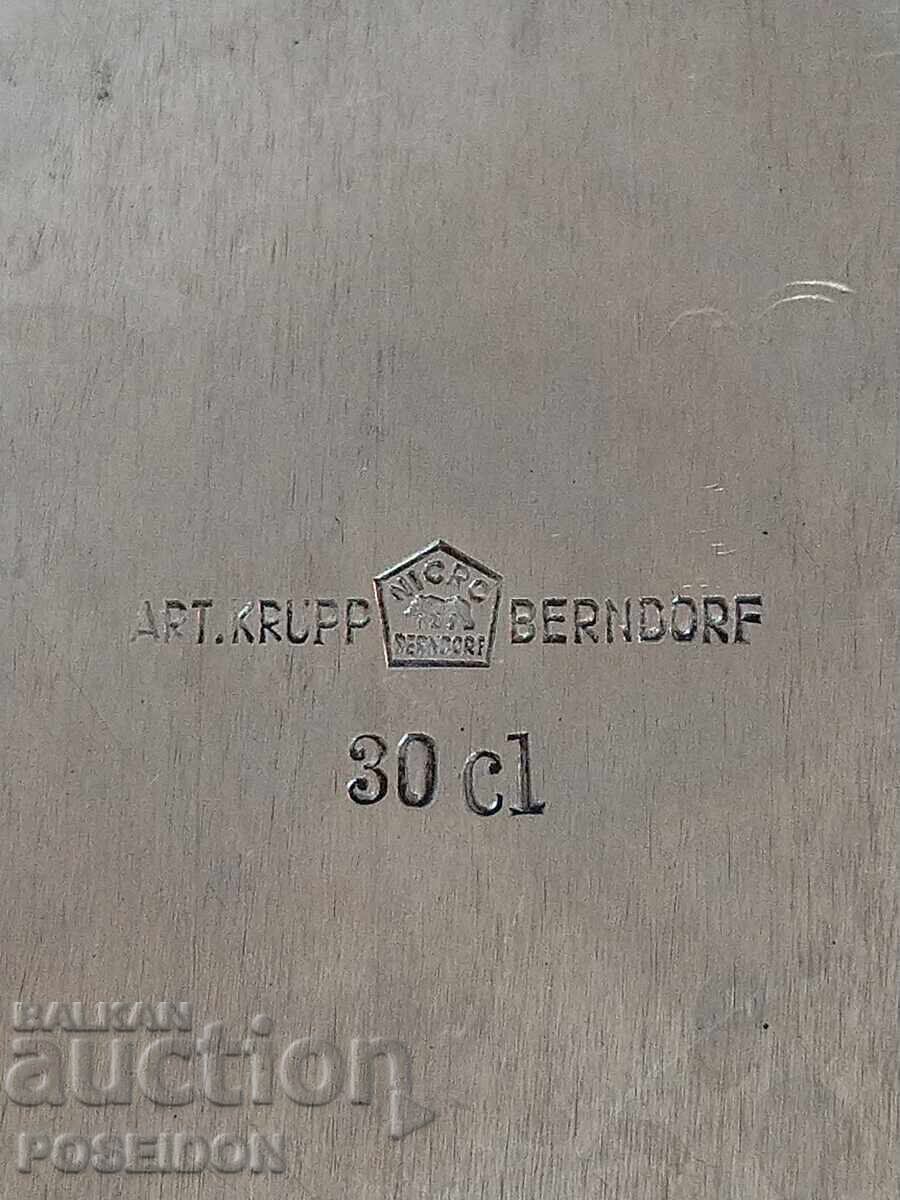 ART.KRUPP NICRO BERNDORF
BERNDORF
30 cl
BALKAN
auction
POSEIDON